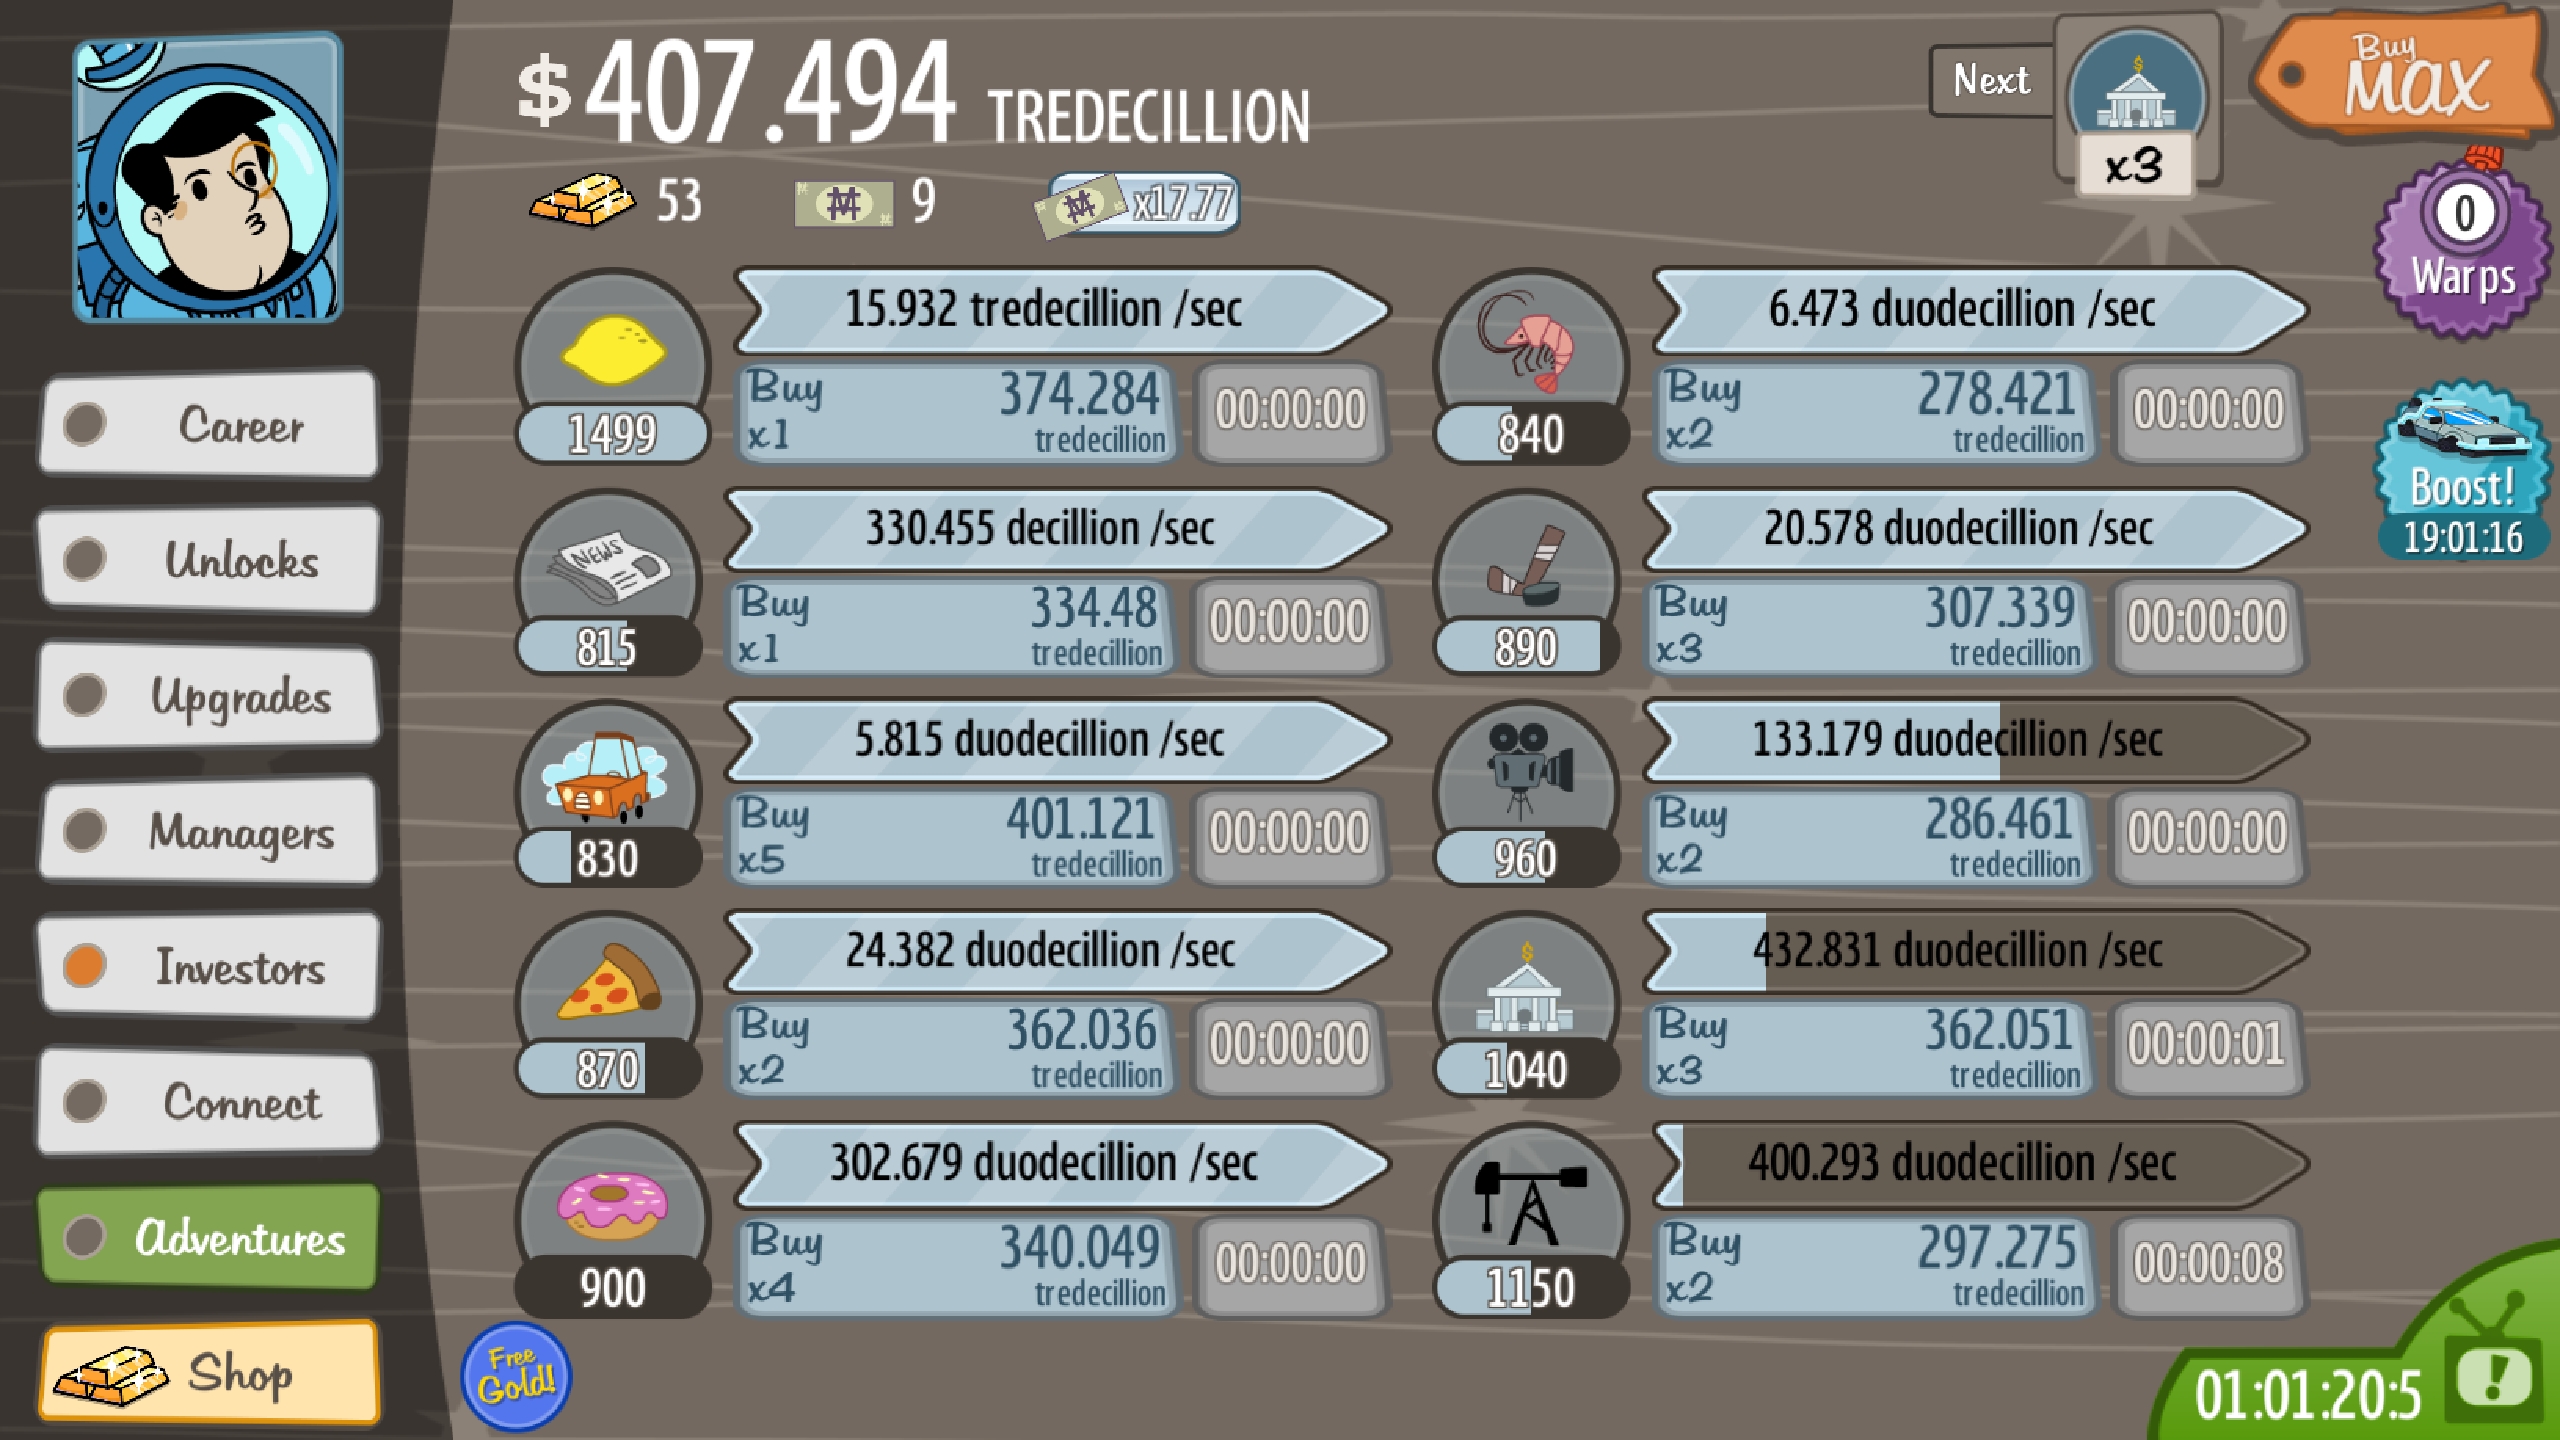 $ 407.494 TREDECILLION
Next
x3
Buy
MAX
53
9
x17.77
0
Warps
Boost!
19:01:16
Career
Unlocks
Upgrades
Managers
Investors
Connect
Adventures
Shop
15.932 tredecillion /sec
1499
Buy 374.284
x1 tredecillion
00:00:00
6.473 duodecillion /sec
840
Buy 278.421
x2 tredecillion
00:00:00
NEWS
330.455 decillion /sec
815
Buy 334.48
x1 tredecillion
00:00:00
20.578 duodecillion /sec
890
Buy 307.339
x3 tredecillion
00:00:00
5.815 duodecillion /sec
830
Buy 401.121
x5 tredecillion
00:00:00
133.179 duodecillion /sec
960
Buy 286.461
x2 tredecillion
00:00:00
24.382 duodecillion /sec
870
Buy 362.036
x2 tredecillion
00:00:00
$
432.831 duodecillion /sec
1040
Buy 362.051
x3 tredecillion
00:00:01
302.679 duodecillion /sec
900
Buy 340.049
x4 tredecillion
00:00:00
400.293 duodecillion /sec
1150
Buy 297.275
x2 tredecillion
00:00:08
Free
Gold!
01:01:20:5
!